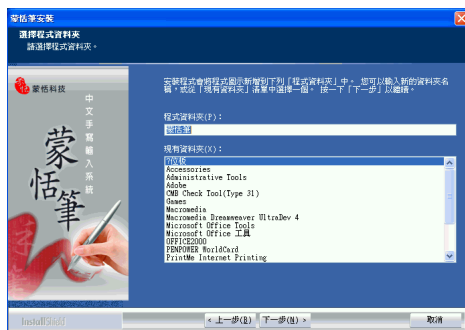 蒙恬筆安裝
選擇程式資料夾
請選擇程式資料夾。
蒙恬科技
中文手寫輸入系統
蒙恬筆
安裝程式會將程式圖示新增到下列「程式資料夾」中。 您可以輸入新的資料夾名
稱，或從「現有資料夾」清單中選擇一個。 按一下「下一步」以繼續。
程式資料夾(P)：
蒙恬筆
現有資料夾(X)：
?位板
Accessories
Administrative Tools
Adobe
CMB Check Tool(Type 31)
Games
Macromedia
Macromedia Dreamweaver UltraDev 4
Microsoft Office Tools
Microsoft Office 工具
OFFICE2000
PENPOWER WorldCard
PrintMe Internet Printing
InstallShield
< 上一步(B)
下一步(N) >
取消